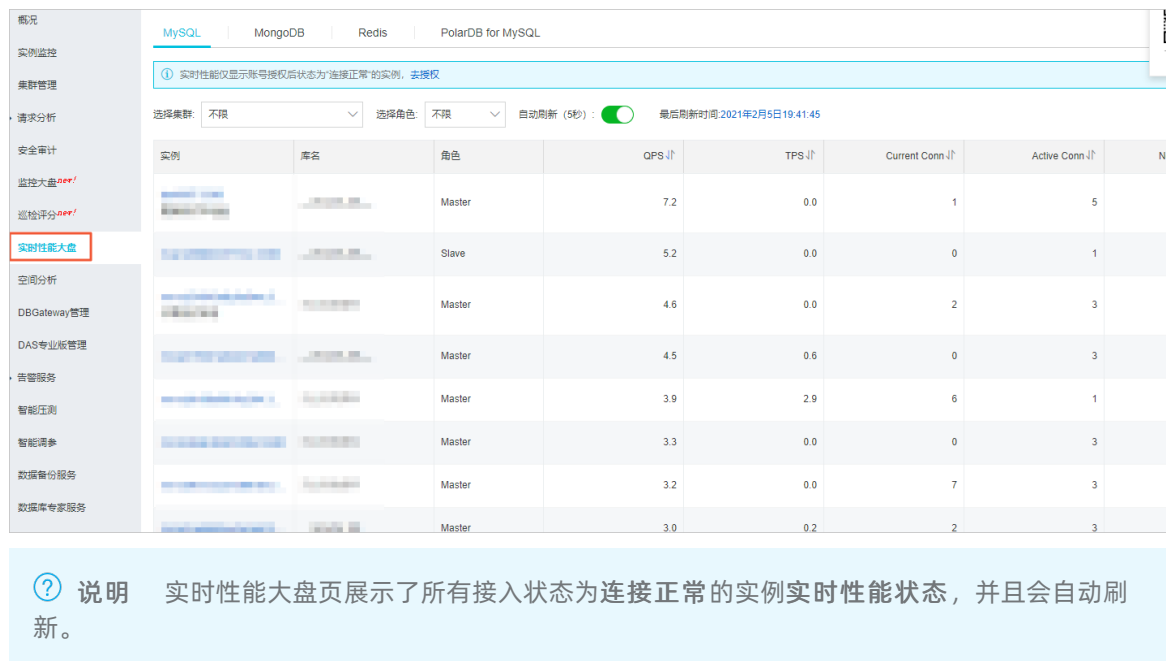 概况
实例监控
集群管理
请求分析
安全审计
监控大盘new!
巡检评分new!
实时性能大盘
空间分析
DBGateway管理
DAS专业版管理
告警服务
智能压测
智能调参
数据备份服务
数据库专家服务
MySQL MongoDB Redis PolarDB for MySQL
实时性能仅显示账号授权后状态为“连接正常”的实例，去授权
选择集群: 不限 选择角色: 不限 自动刷新（5秒）: 最后刷新时间:2021年2月5日19:41:45
实例 库名 角色 QPS TPS Current Conn Active Conn N
Master 7.2 0.0 1 5
Slave 5.2 0.0 0 1
Master 4.6 0.0 2 3
Master 4.5 0.6 0 3
Master 3.9 2.9 6 1
Master 3.3 0.0 0 3
Master 3.2 0.0 7 3
Master 3.0 0.2 2 3
说明 实时性能大盘页展示了所有接入状态为连接正常的实例实时性能状态，并且会自动刷
新。